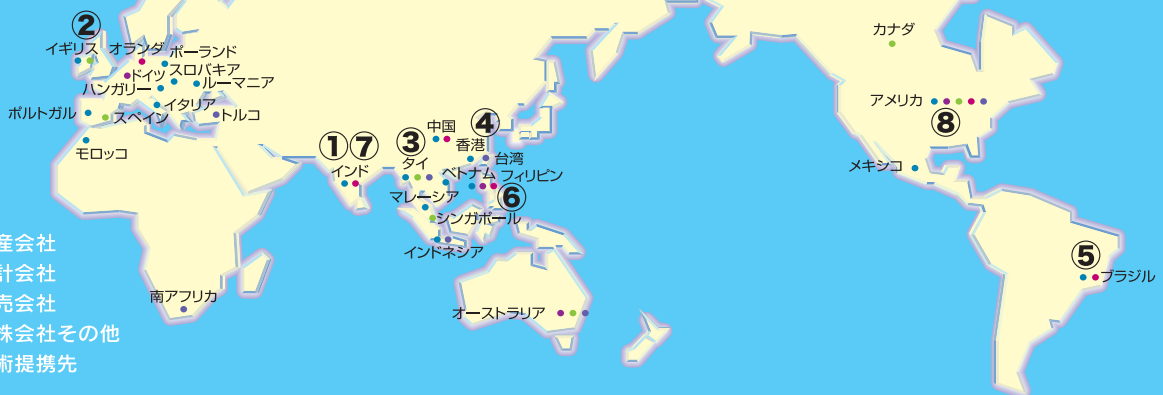 ②
イギリス
オランダ
ポーランド
ドイツ
スロバキア
ハンガリー
ルーマニア
ポルトガル
スペイン
イタリア
トルコ
モロッコ
①⑦
インド
③
タイ
中国
④
香港
台湾
ベトナム
フィリピン
⑥
マレーシア
シンガポール
インドネシア
南アフリカ
オーストラリア
カナダ
アメリカ
⑧
メキシコ
⑤
ブラジル
産会社
計会社
売会社
株会社その他
術提携先